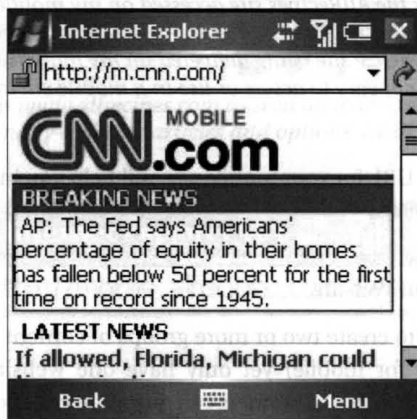 Internet Explorer
http://m.cnn.com/
CNN MOBILE
.com
BREAKING NEWS
AP: The Fed says Americans'
percentage of equity in their homes
has fallen below 50 percent for the first
time on record since 1945.
LATEST NEWS
If allowed, Florida, Michigan could
Back Menu